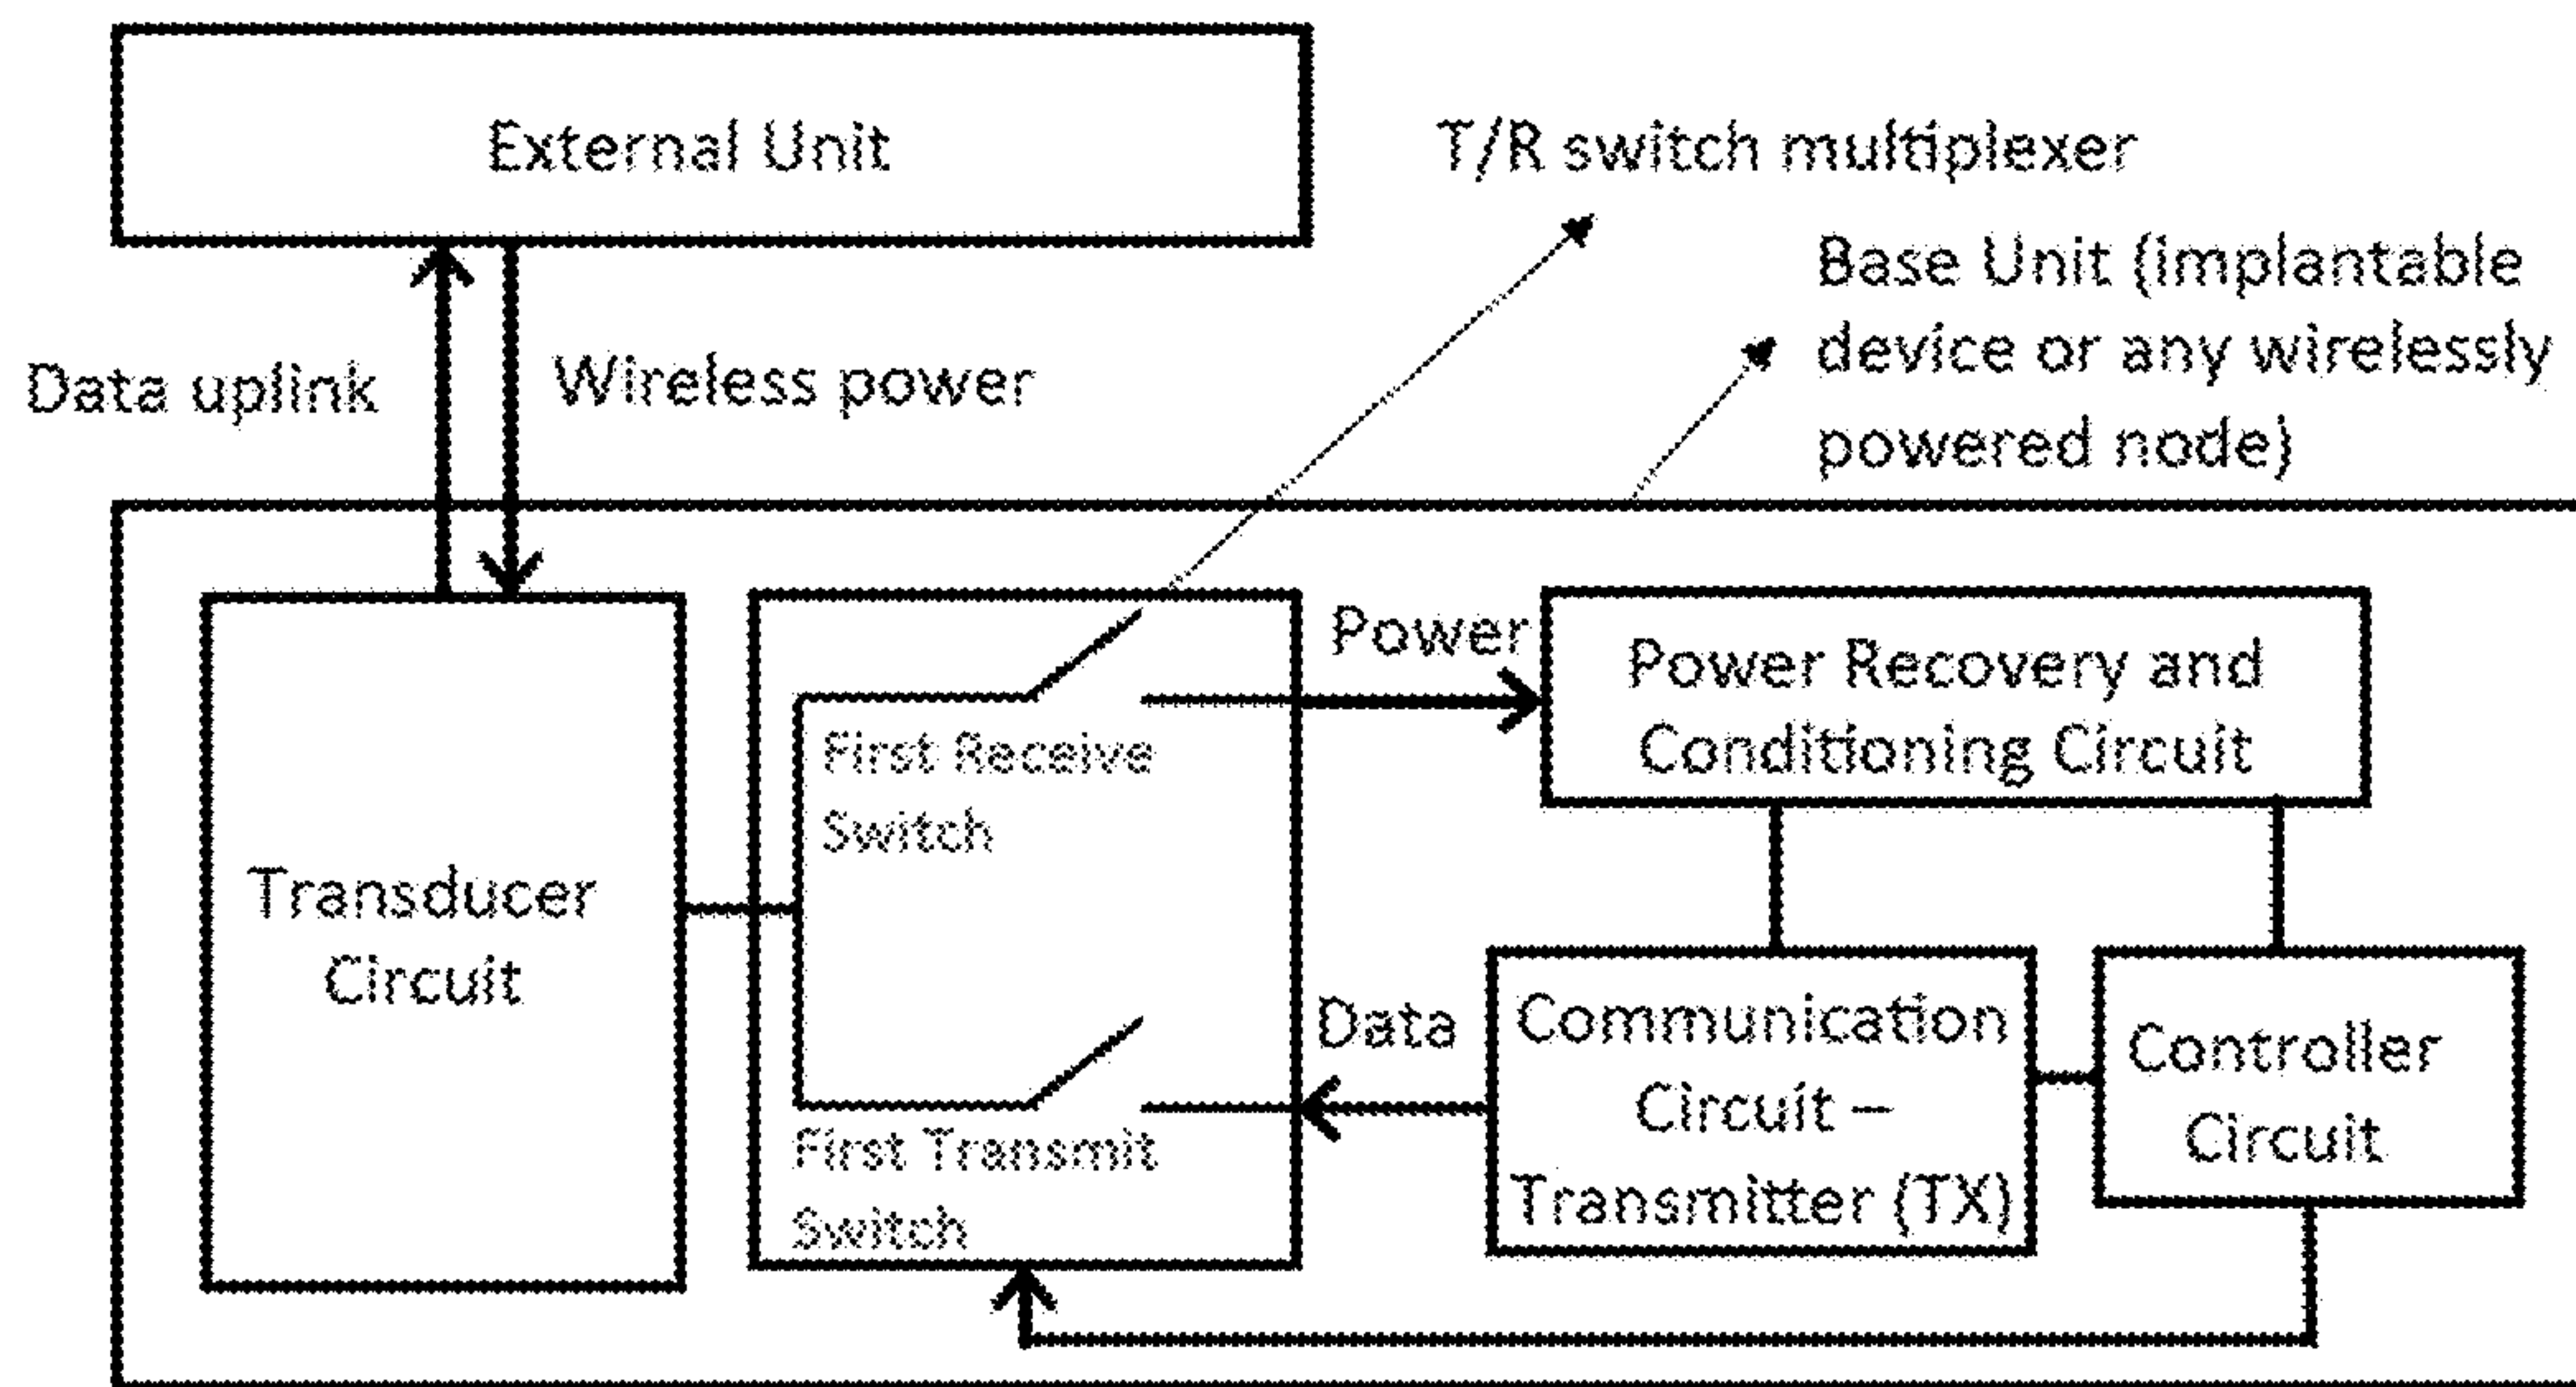 External Unit
T/R switch multiplexer
Base Unit (implantable
device or any wirelessly
powered node)
Data uplink
Wireless power
Power
Power Recovery and
Conditioning Circuit
First Receive
Switch
Transducer
Circuit
Data
Communication
Circuit –
Transmitter (TX)
Controller
Circuit
First Transmit
Switch